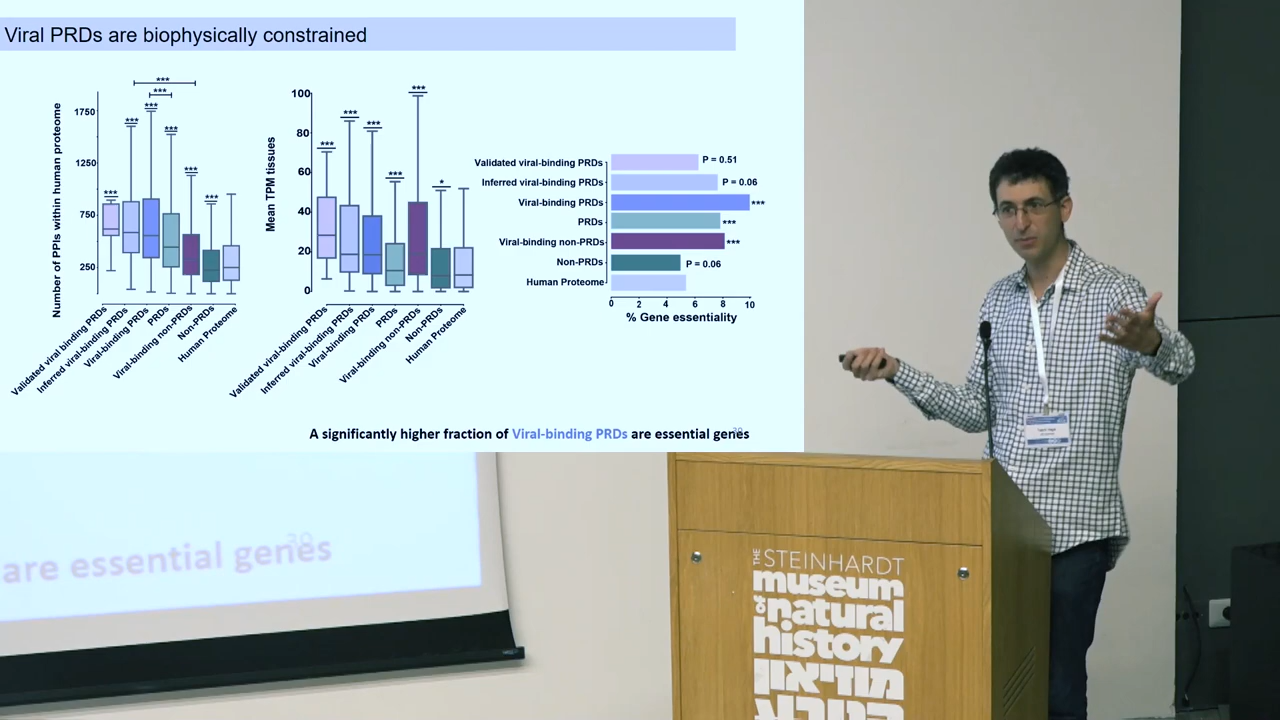 Viral PRDs are biophysically constrained
Number of PPIs within human proteome
1750
1250
750
250
***
***
***
***
***
***
***
***
Validated viral binding PRDs
Inferred viral-binding PRDs
Viral-binding PRDs
PRDs
Viral-binding non-PRDs
Non-PRDs
Human Proteome
Mean TPM tissues
100
80
60
40
20
0
***
***
***
***
***
*
Validated viral-binding PRDs
Inferred viral-binding PRDs
Viral-binding PRDs
PRDs
Viral-binding non-PRDs
Non-PRDs
Human Proteome
Validated viral-binding PRDs P = 0.51
Inferred viral-binding PRDs P = 0.06
Viral-binding PRDs ***
PRDs ***
Viral-binding non-PRDs ***
Non-PRDs P = 0.06
Human Proteome
0 2 4 6 8 10
% Gene essentiality
A significantly higher fraction of Viral-binding PRDs are essential genes
are essential genes
30
THE STEINHARDT
museum
of natural
history
מוזיאון